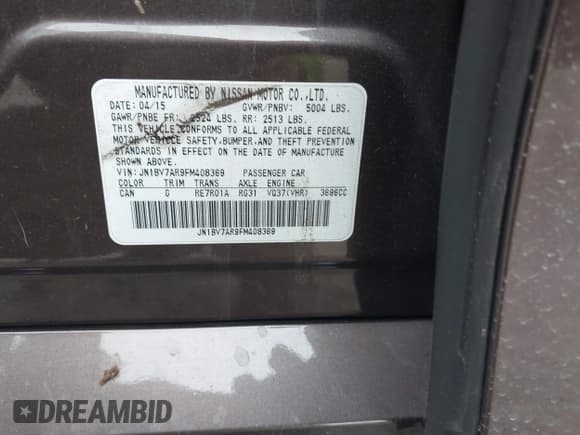 MANUFACTURED BY NISSAN MOTOR CO.,LTD.
DATE: 04/15 GVWR/PNBV: 5004 LBS.
GAWR/PNBE FR: 2524 LBS. RR: 2513 LBS.
THIS VEHICLE CONFORMS TO ALL APPLICABLE FEDERAL
MOTOR VEHICLE SAFETY,BUMPER,AND THEFT PREVENTION
STANDARDS IN EFFECT ON THE DATE OF MANUFACTURE
SHOWN ABOVE.
VIN: JN1BV7AR9FM408369 PASSENGER CAR
COLOR TRIM TRANS AXLE ENGINE
CAN G RE7R01A RG31 VQ37(VHR) 3696CC
JN1BV7AR9FM408369
DREAMBID